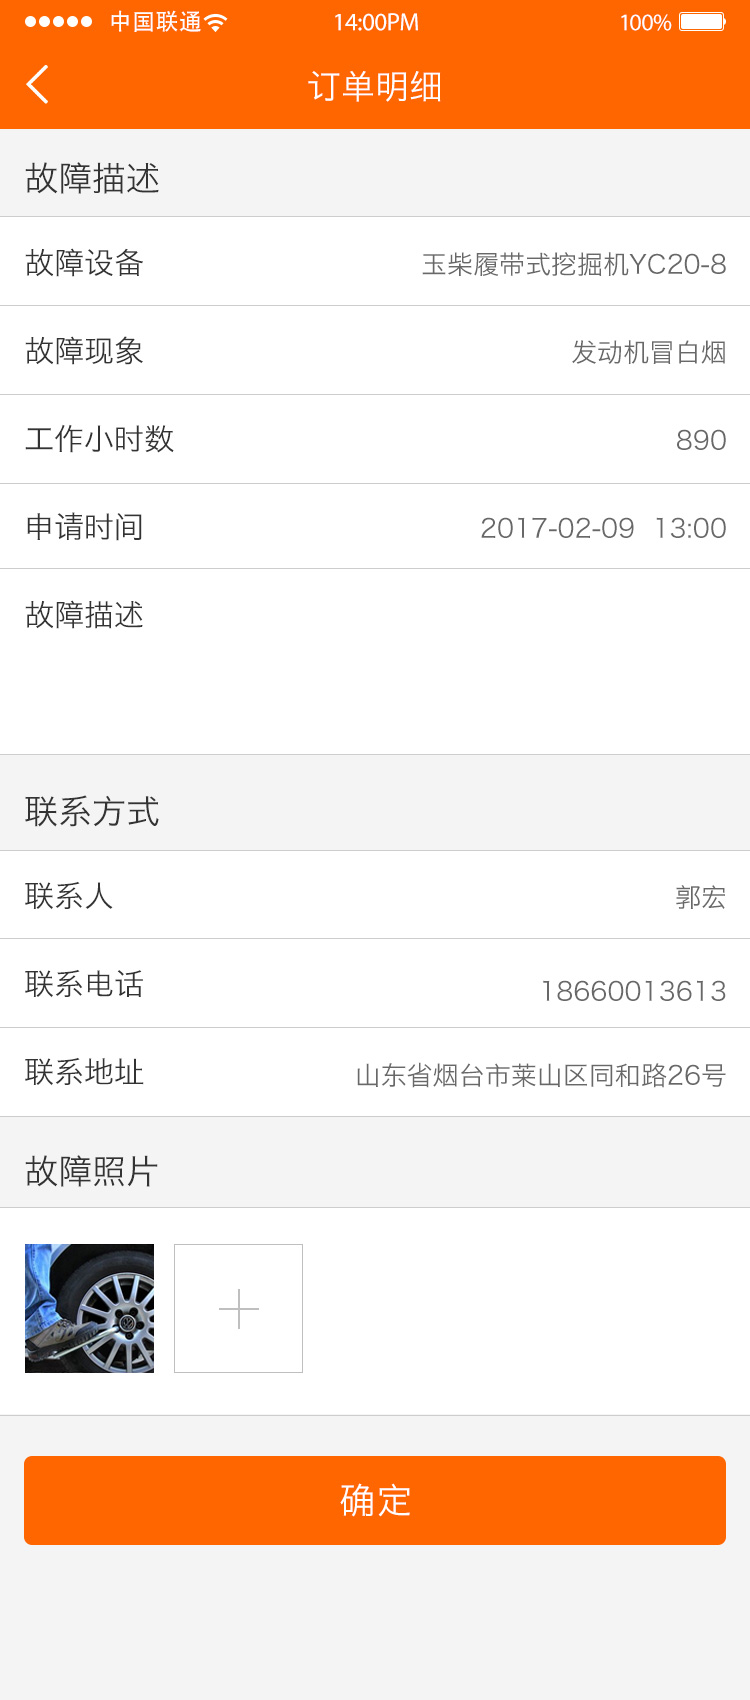 中国联通 14:00PM 100%
订单明细
故障描述
故障设备 玉柴履带式挖掘机YC20-8
故障现象 发动机冒白烟
工作小时数 890
申请时间 2017-02-09 13:00
故障描述
联系方式
联系人 郭宏
联系电话 18660013613
联系地址 山东省烟台市莱山区同和路26号
故障照片
确定